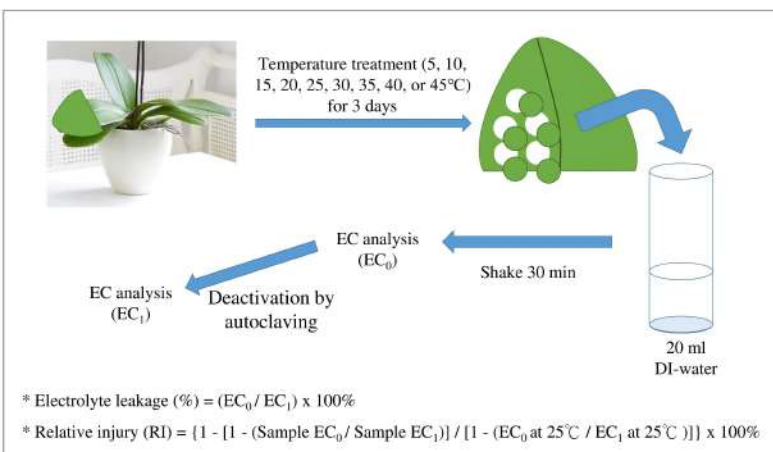 Temperature treatment (5, 10,
15, 20, 25, 30, 35, 40, or 45℃)
for 3 days
EC analysis
(EC₀)
Shake 30 min
EC analysis
(EC₁)
Deactivation by
autoclaving
20 ml
DI-water
* Electrolyte leakage (%) = (EC₀ / EC₁) x 100%
* Relative injury (RI) = {1 - [1 - (Sample EC₀ / Sample EC₁)] / [1 - (EC₀ at 25℃ / EC₁ at 25℃ )]} x 100%